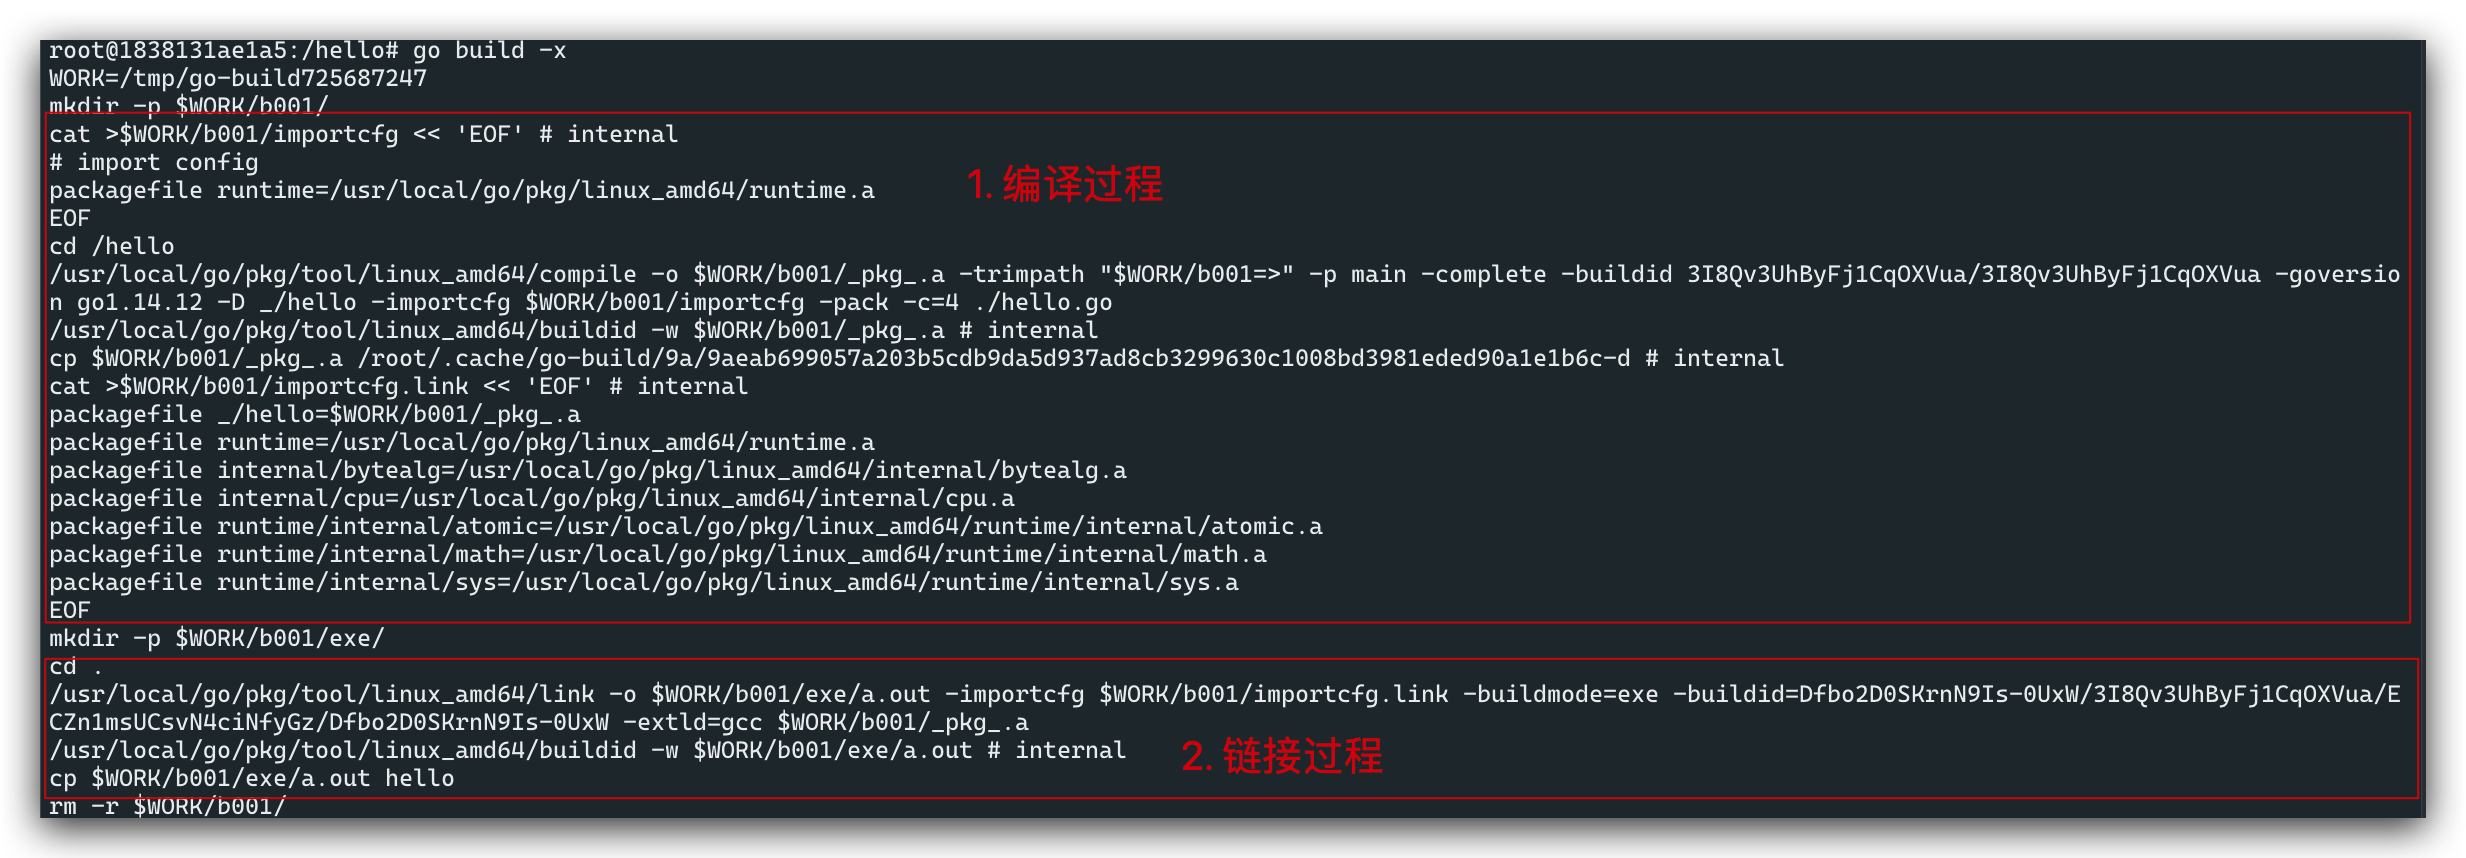 root@1838131ae1a5:/hello# go build -x
WORK=/tmp/go-build725687247
mkdir -p $WORK/b001/
cat >$WORK/b001/importcfg << 'EOF' # internal
# import config
packagefile runtime=/usr/local/go/pkg/linux_amd64/runtime.a
1. 编译过程
EOF
cd /hello
/usr/local/go/pkg/tool/linux_amd64/compile -o $WORK/b001/_pkg_.a -trimpath "$WORK/b001=>" -p main -complete -buildid 3I8Qv3UhByFj1CqOXVua/3I8Qv3UhByFj1CqOXVua -goversio
n go1.14.12 -D _/hello -importcfg $WORK/b001/importcfg -pack -c=4 ./hello.go
/usr/local/go/pkg/tool/linux_amd64/buildid -w $WORK/b001/_pkg_.a # internal
cp $WORK/b001/_pkg_.a /root/.cache/go-build/9a/9aeab699057a203b5cdb9da5d937ad8cb3299630c1008bd3981eded90a1e1b6c-d # internal
cat >$WORK/b001/importcfg.link << 'EOF' # internal
packagefile _/hello=$WORK/b001/_pkg_.a
packagefile runtime=/usr/local/go/pkg/linux_amd64/runtime.a
packagefile internal/bytealg=/usr/local/go/pkg/linux_amd64/internal/bytealg.a
packagefile internal/cpu=/usr/local/go/pkg/linux_amd64/internal/cpu.a
packagefile runtime/internal/atomic=/usr/local/go/pkg/linux_amd64/runtime/internal/atomic.a
packagefile runtime/internal/math=/usr/local/go/pkg/linux_amd64/runtime/internal/math.a
packagefile runtime/internal/sys=/usr/local/go/pkg/linux_amd64/runtime/internal/sys.a
EOF
mkdir -p $WORK/b001/exe/
cd .
/usr/local/go/pkg/tool/linux_amd64/link -o $WORK/b001/exe/a.out -importcfg $WORK/b001/importcfg.link -buildmode=exe -buildid=Dfbo2D0SKrnN9Is-0UxW/3I8Qv3UhByFj1CqOXVua/E
CZn1msUCsvN4ciNfyGz/Dfbo2D0SKrnN9Is-0UxW -extld=gcc $WORK/b001/_pkg_.a
/usr/local/go/pkg/tool/linux_amd64/buildid -w $WORK/b001/exe/a.out # internal
2. 链接过程
cp $WORK/b001/exe/a.out hello
rm -r $WORK/b001/